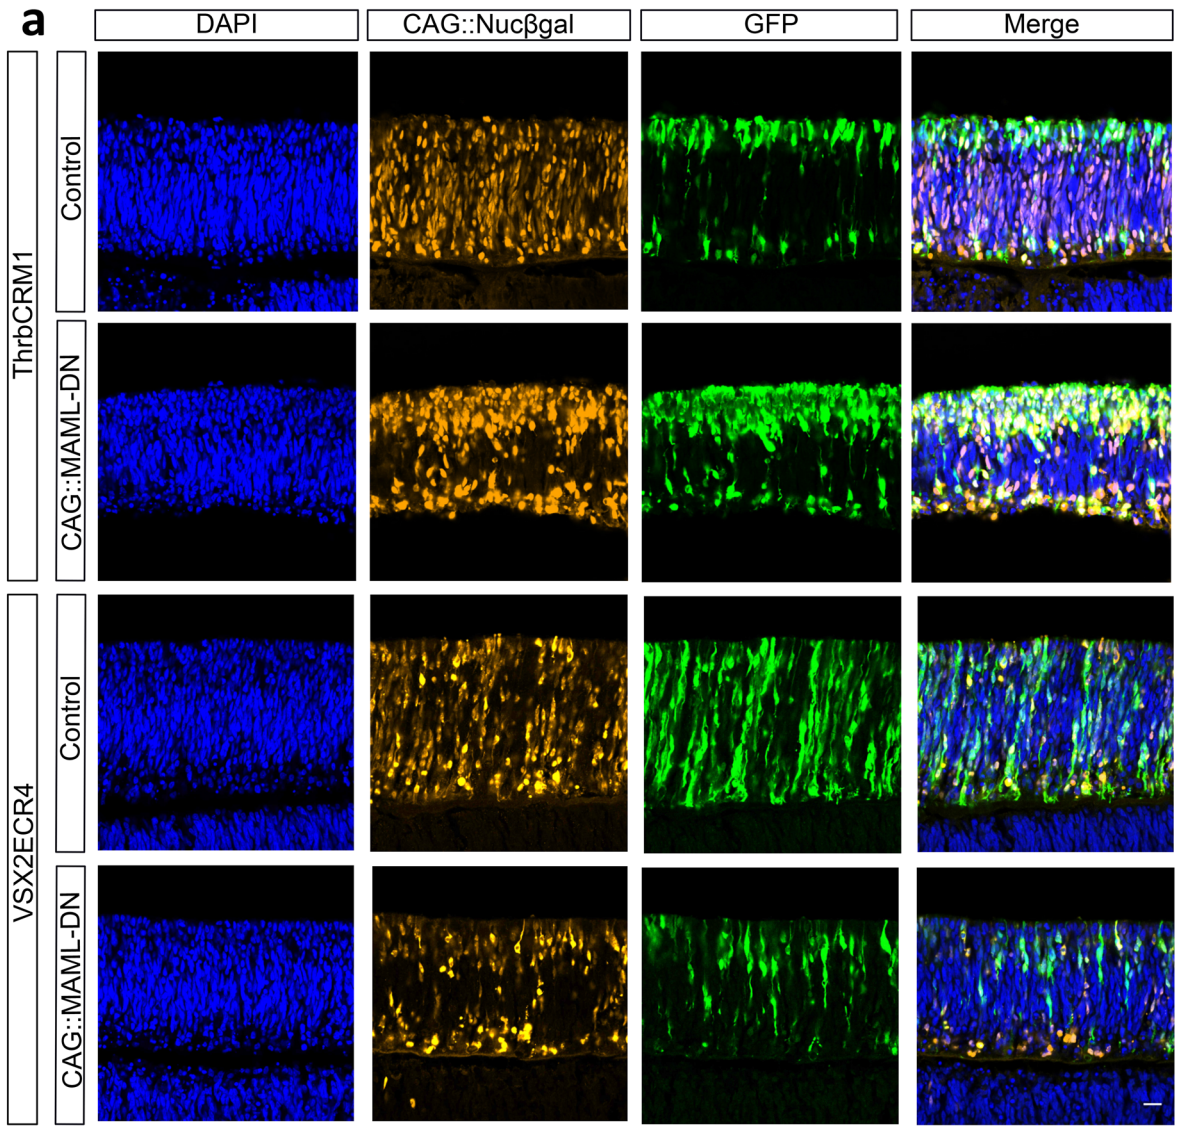 a
DAPI
CAG::Nucβgal
GFP
Merge
ThrbCRM1
Control
CAG::MAML-DN
VSX2ECR4
Control
CAG::MAML-DN